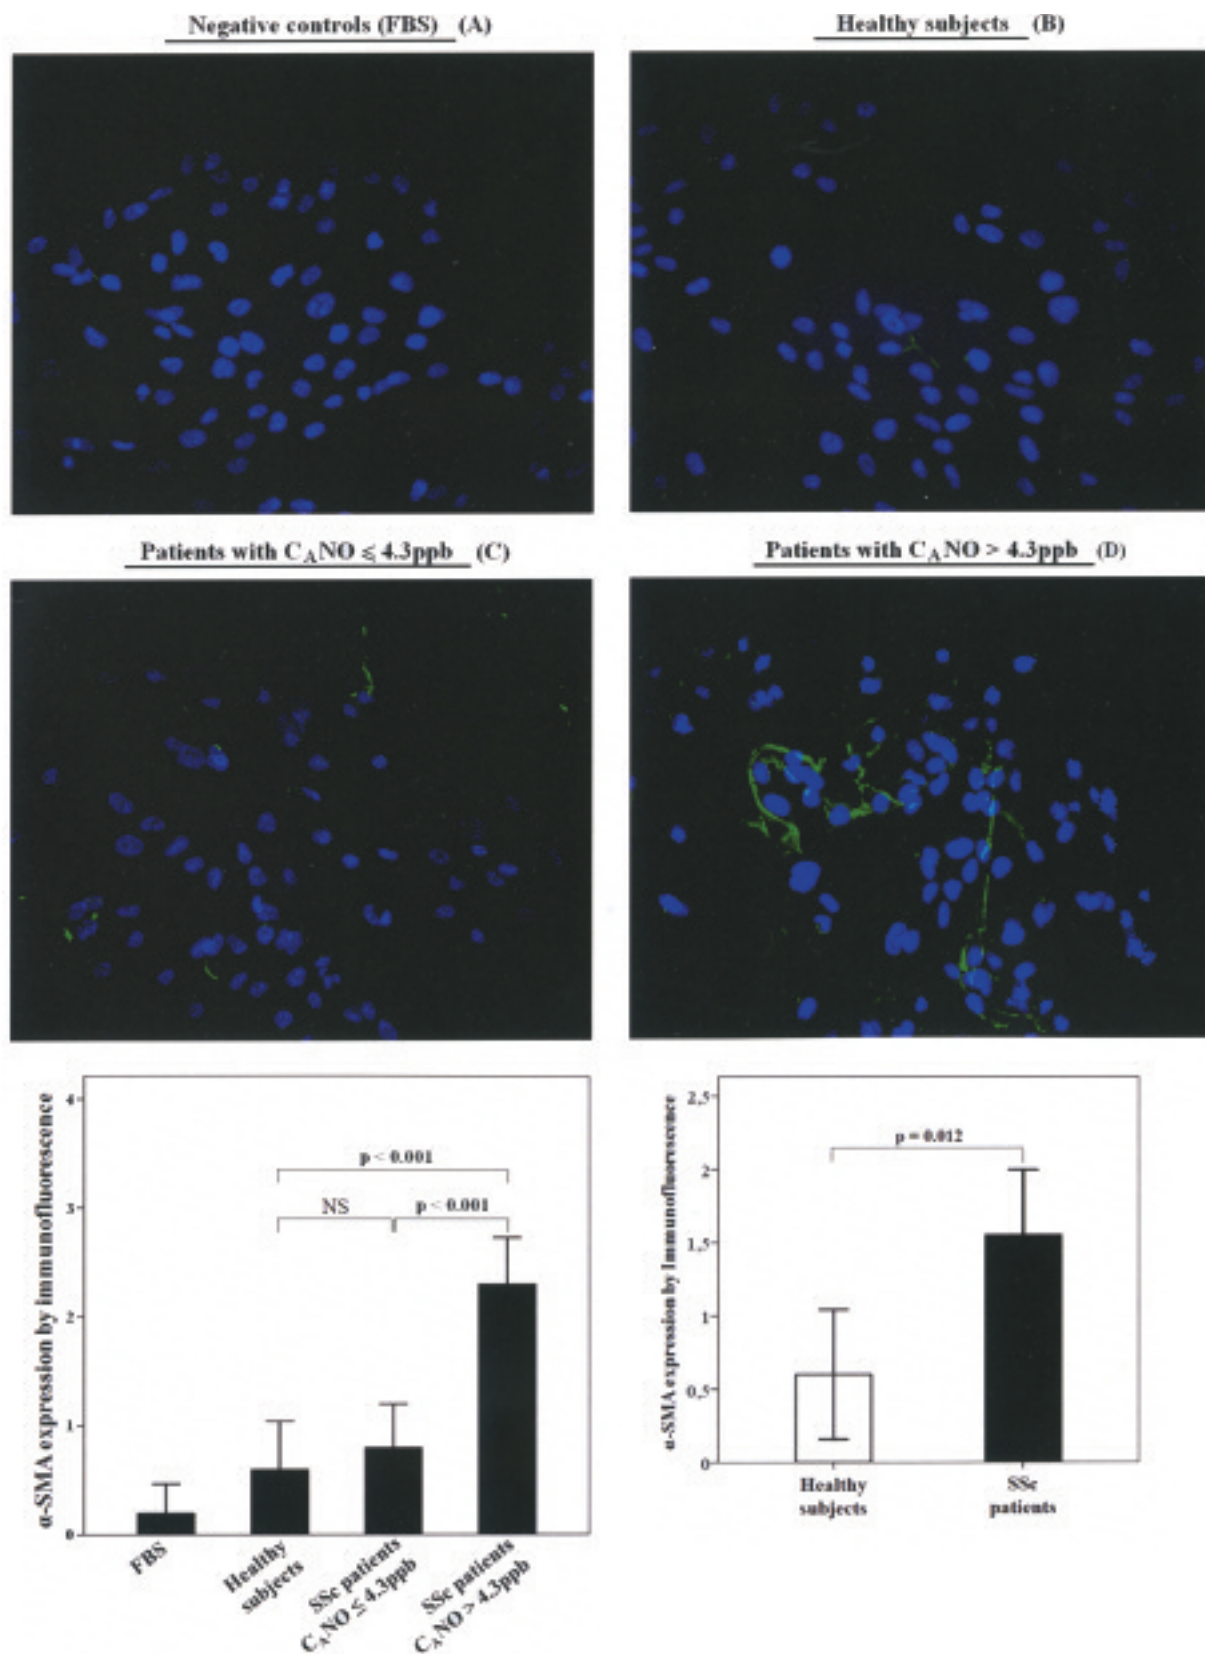 Negative controls (FBS) (A)
Healthy subjects (B)
Patients with CANO ≤ 4.3ppb (C)
Patients with CANO > 4.3ppb (D)
α-SMA expression by immunofluorescence
4
3
2
1
0
p < 0.001
NS
p < 0.001
FBS
Healthy
subjects
SSc patients
CANO ≤ 4.3ppb
SSc patients
CANO > 4.3ppb
α-SMA expression by Immunofluorescence
2,5
2
1,5
1
0,5
0
p = 0.012
Healthy
subjects
SSc
patients